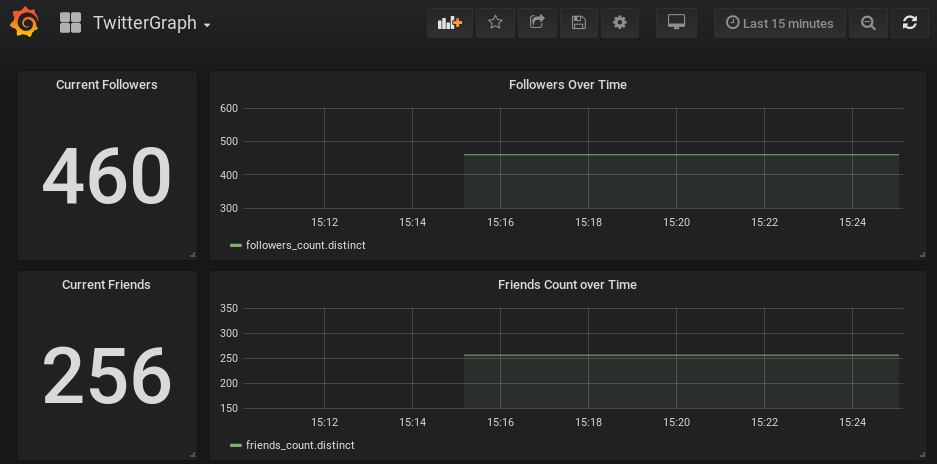 TwitterGraph
Last 15 minutes
Current Followers
460
Followers Over Time
600
500
400
300
15:12 15:14 15:16 15:18 15:20 15:22 15:24
followers_count.distinct
Current Friends
256
Friends Count over Time
350
300
250
200
150
15:12 15:14 15:16 15:18 15:20 15:22 15:24
friends_count.distinct